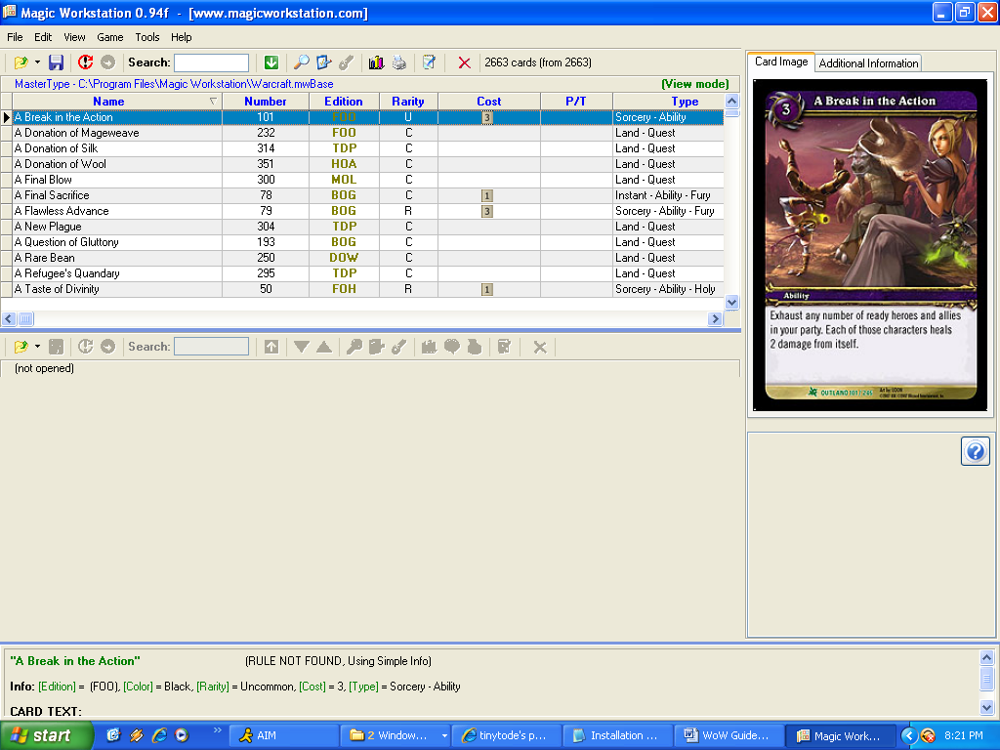 Magic Workstation 0.94f - [www.magicworkstation.com]
File Edit View Game Tools Help
Search: 2663 cards (from 2663)
MasterType - C:\Program Files\Magic Workstation\Warcraft.mwBase (View mode)
Name Number Edition Rarity Cost P/T Type
A Break in the Action 101 FOO U 3 Sorcery - Ability
A Donation of Mageweave 232 FOO C Land - Quest
A Donation of Silk 314 TDP C Land - Quest
A Donation of Wool 351 HOA C Land - Quest
A Final Blow 300 MOL C Land - Quest
A Final Sacrifice 78 BOG C 1 Instant - Ability - Fury
A Flawless Advance 79 BOG R 3 Sorcery - Ability - Fury
A New Plague 304 TDP C Land - Quest
A Question of Gluttony 193 BOG C Land - Quest
A Rare Bean 250 DOW C Land - Quest
A Refugee's Quandary 295 TDP C Land - Quest
A Taste of Divinity 50 FOH R 1 Sorcery - Ability - Holy
Search:
(not opened)
Card Image Additional Information
3 A Break in the Action
Ability
Exhaust any number of ready heroes and allies
in your party. Each of those characters heals
2 damage from itself.
OUTLAND 101/246
"A Break in the Action" (RULE NOT FOUND, Using Simple Info)
Info: [Edition] = (FOO), [Color] = Black, [Rarity] = Uncommon, [Cost] = 3, [Type] = Sorcery - Ability
CARD TEXT:
start AIM 2 Window... tinytode's p... Installation ... WoW Guide... Magic Work... 8:21 PM